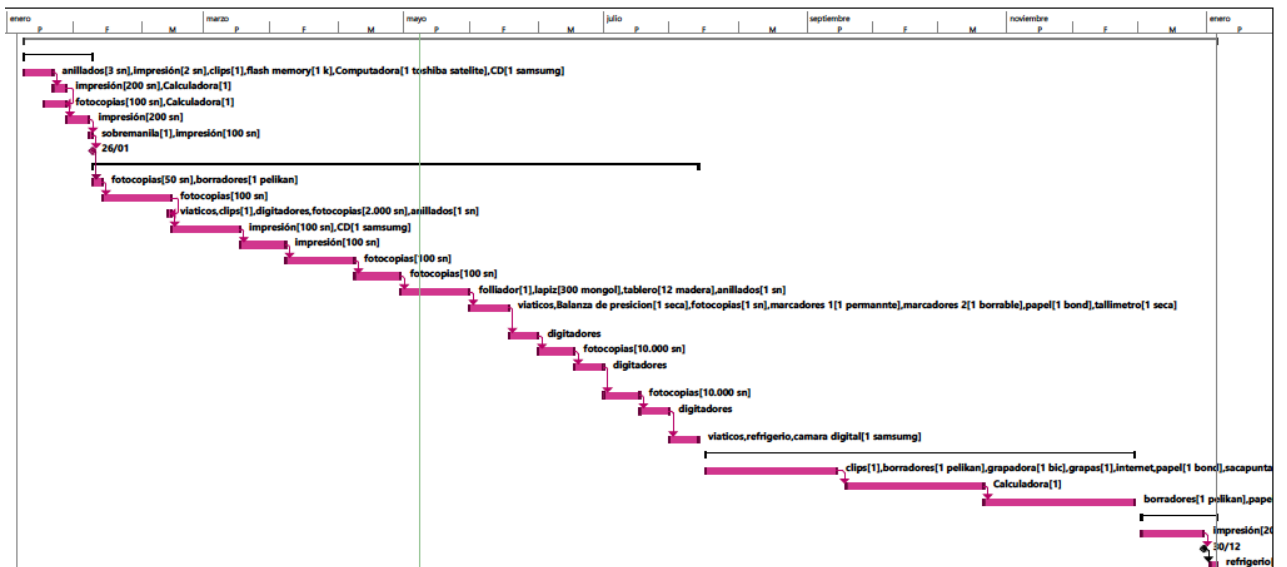 enero marzo mayo julio septiembre noviembre enero
P F M P F M P F M P F M P F M P F M P
anillados[3 sn],impresión[2 sn],clips[1],flash memory[1 k],Computadora[1 toshiba satelite],CD[1 samsumg]
impresión[200 sn],Calculadora[1]
fotocopias[100 sn],Calculadora[1]
impresión[200 sn]
sobremanila[1],impresión[100 sn]
26/01
fotocopias[50 sn],borradores[1 pelikan]
fotocopias[100 sn]
viaticos,clips[1],digitadores,fotocopias[2.000 sn],anillados[1 sn]
impresión[100 sn],CD[1 samsumg]
impresión[100 sn]
fotocopias[100 sn]
fotocopias[100 sn]
folliador[1],lapiz[300 mongol],tablero[12 madera],anillados[1 sn]
viaticos,Balanza de presicion[1 seca],fotocopias[1 sn],marcadores 1[1 permannte],marcadores 2[1 borrable],papel[1 bond],tallimetro[1 seca]
digitadores
fotocopias[10.000 sn]
digitadores
fotocopias[10.000 sn]
digitadores
viaticos,refrigerio,camara digital[1 samsumg]
clips[1],borradores[1 pelikan],grapadora[1 bic],grapas[1],internet,papel[1 bond],sacapunta
Calculadora[1]
borradores[1 pelikan],pape
impresión[20
30/12
refrigerio[